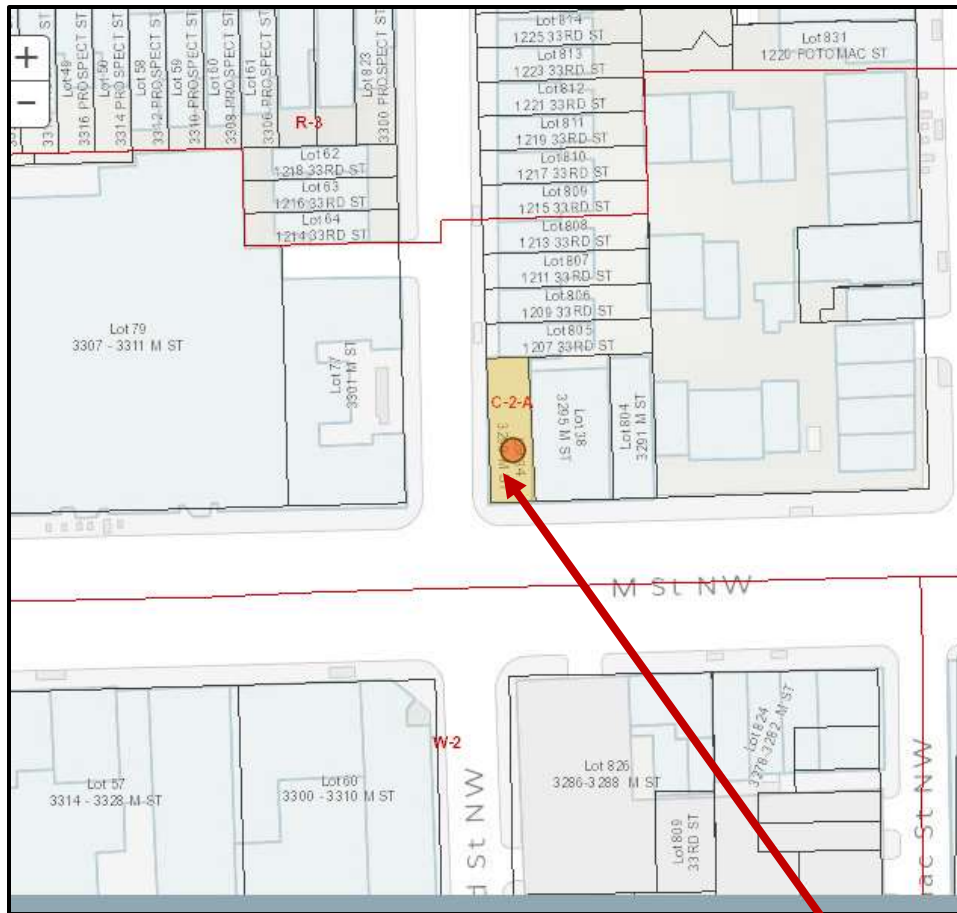 +
−
Lot 50
3316 PROSPECT ST
3314 PROSPECT ST
Lot 58
3312 PROSPECT ST
Lot 59
3310 PROSPECT ST
Lot 60
3308 PROSPECT ST
Lot 61
3306 PROSPECT ST
Lot 823
3300 PROSPECT ST
R-3
Lot 62
1218 33RD ST
Lot 63
1216 33RD ST
Lot 64
1214 33RD ST
Lot 814
1225 33RD ST
Lot 813
1223 33RD ST
Lot 812
1221 33RD ST
Lot 811
1219 33RD ST
Lot 810
1217 33RD ST
Lot 809
1215 33RD ST
Lot 808
1213 33RD ST
Lot 807
1211 33RD ST
Lot 806
1209 33RD ST
Lot 805
1207 33RD ST
Lot 831
1220 POTOMAC ST
Lot 79
3307 - 3311 M ST
Lot 77
3301 M ST
C-2-A
M ST
Lot 38
3295 M ST
Lot 804
3291 M ST
M St NW
W-2
Lot 57
3314 - 3328 M ST
Lot 60
3300 - 3310 M ST
d St NW
Lot 826
3286-3288 M ST
Lot 809
33RD ST
Lot 824
3278-3282 M ST
ac St NW